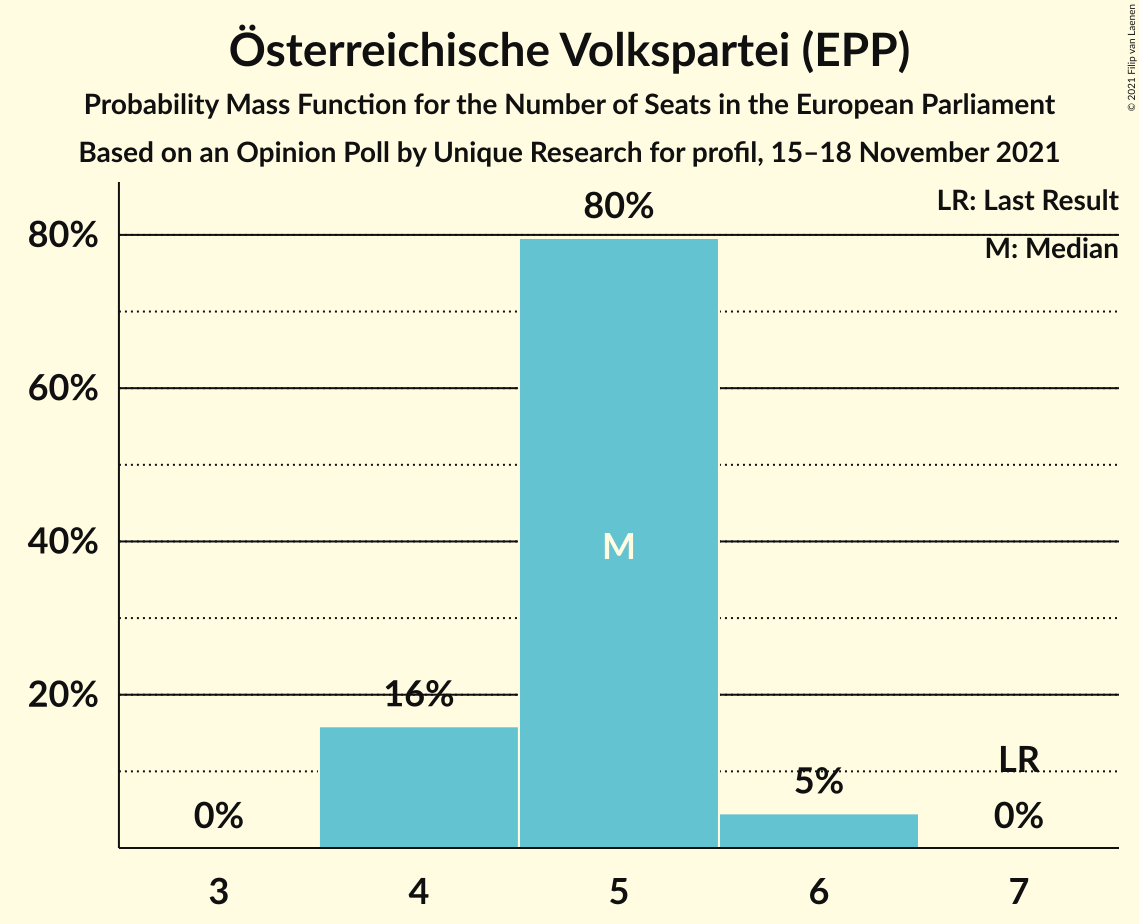 Österreichische Volkspartei (EPP)
Probability Mass Function for the Number of Seats in the European Parliament
Based on an Opinion Poll by Unique Research for profil, 15–18 November 2021
© 2021 Filip van Laenen
LR: Last Result
M: Median
80%
80%
60%
40%
M
20%
16%
LR
5%
0%
0%
3 4 5 6 7